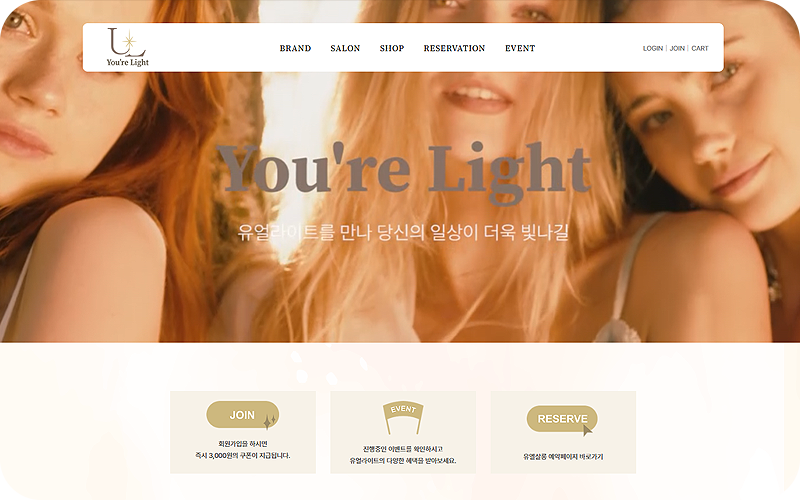 UL
You're Light
BRAND SALON SHOP RESERVATION EVENT
LOGIN | JOIN | CART
You're Light
유얼라이트를 만나 당신의 일상이 더욱 빛나길
JOIN
회원가입을 하시면
즉시 3,000원의 쿠폰이 지급됩니다.
EVENT
진행중인 이벤트를 확인하시고
유얼라이트의 다양한 혜택을 받아보세요.
RESERVE
유엘살롱 예약페이지 바로가기